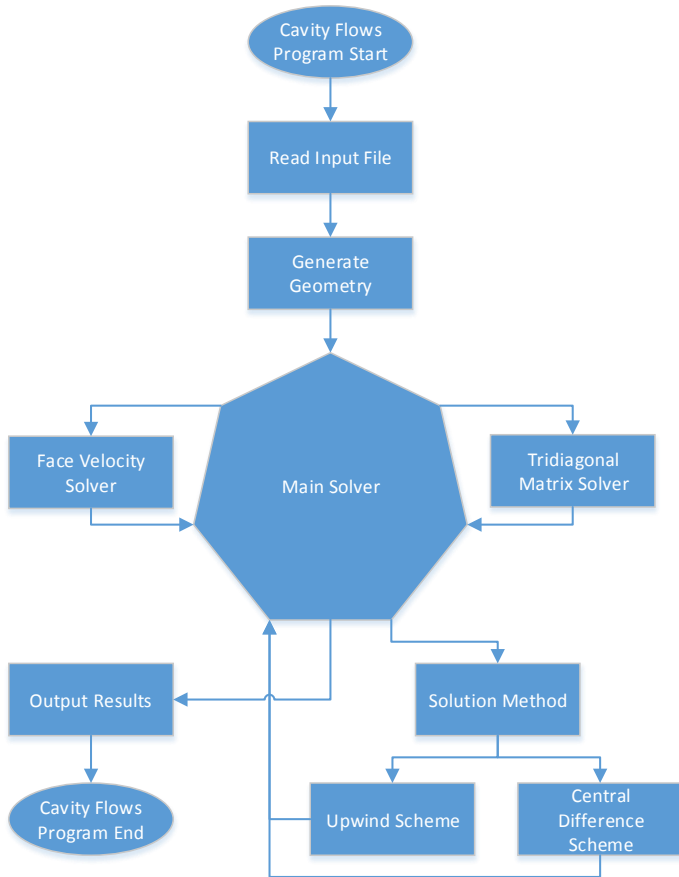 Cavity Flows
Program Start
Read Input File
Generate
Geometry
Face Velocity
Solver
Main Solver
Tridiagonal
Matrix Solver
Output Results
Solution Method
Cavity Flows
Program End
Upwind Scheme
Central
Difference
Scheme